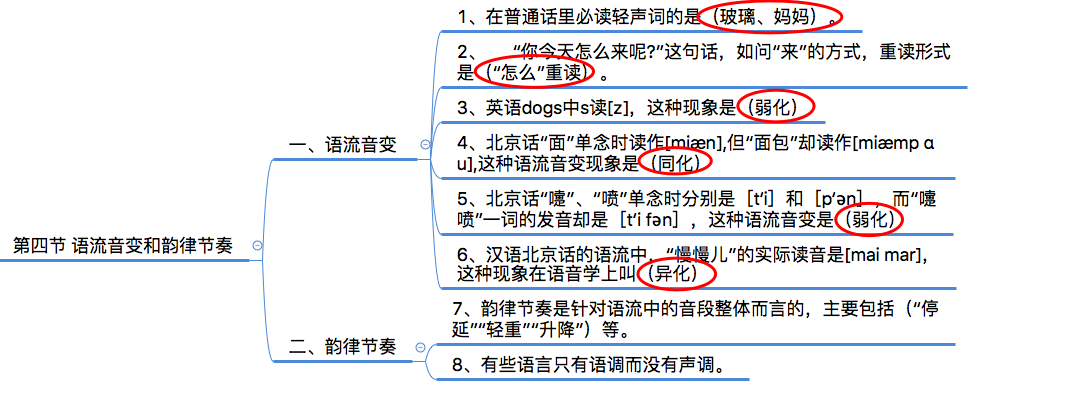 1、在普通话里必读轻声词的是（玻璃、妈妈）。
2、 “你今天怎么来呢?”这句话，如问“来”的方式，重读形式
是（“怎么”重读）。
3、英语dogs中s读[z]，这种现象是（弱化）
一、语流音变
4、北京话“面”单念时读作[miæn],但“面包”却读作[miæmp ɑ
u],这种语流音变现象是（同化）
5、北京话“嚏”、“喷”单念时分别是［t‘i］和［p‘ən］，而“嚏
喷”一词的发音却是［t‘i fən］，这种语流音变是（弱化）
第四节 语流音变和韵律节奏
6、汉语北京话的语流中，“慢慢儿”的实际读音是[mai mar]，
这种现象在语音学上叫（异化）
7、韵律节奏是针对语流中的音段整体而言的，主要包括（“停
延”“轻重”“升降”）等。
二、韵律节奏
8、有些语言只有语调而没有声调。